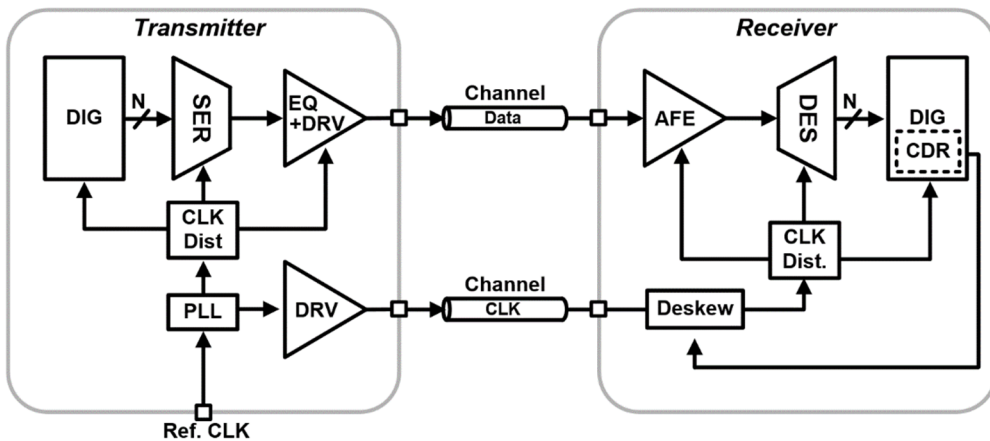 Transmitter
Receiver
DIG
N
SER
EQ
+DRV
Channel
Data
AFE
DES
N
DIG
CDR
CLK
Dist
CLK
Dist.
PLL
DRV
Channel
CLK
Deskew
Ref. CLK